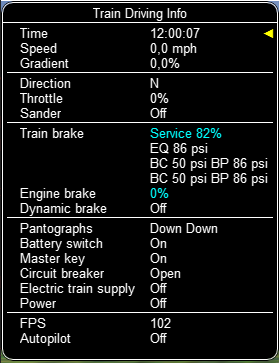 Train Driving Info
Time 12:00:07
Speed 0,0 mph
Gradient 0,0%
Direction N
Throttle 0%
Sander Off
Train brake Service 82%
EQ 86 psi
BC 50 psi BP 86 psi
BC 50 psi BP 86 psi
Engine brake 0%
Dynamic brake Off
Pantographs Down Down
Battery switch On
Master key On
Circuit breaker Open
Electric train supply Off
Power Off
FPS 102
Autopilot Off